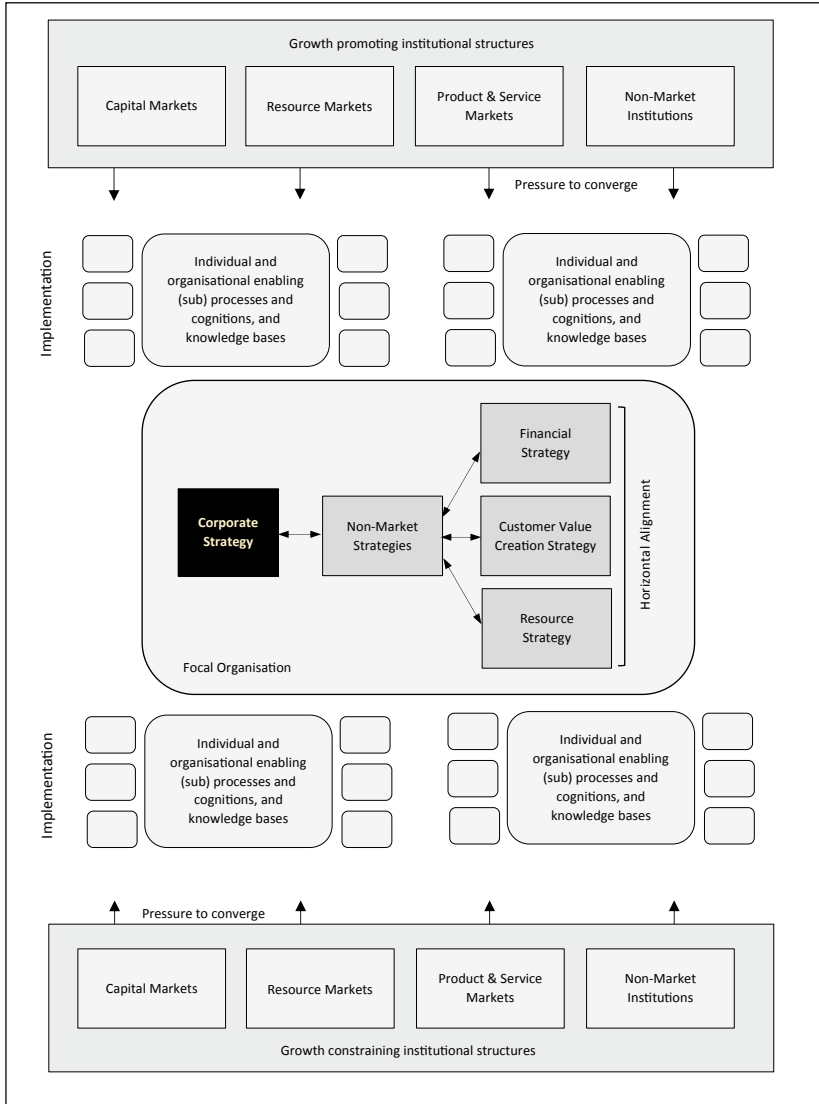 Growth promoting institutional structures
Capital Markets
Resource Markets
Product & Service
Markets
Non-Market
Institutions
Pressure to converge
Implementation
Individual and
organisational enabling
(sub) processes and
cognitions, and
knowledge bases
Individual and
organisational enabling
(sub) processes and
cognitions, and
knowledge bases
Corporate
Strategy
Non-Market
Strategies
Financial
Strategy
Customer Value
Creation Strategy
Resource
Strategy
Horizontal Alignment
Focal Organisation
Implementation
Individual and
organisational enabling
(sub) processes and
cognitions, and
knowledge bases
Individual and
organisational enabling
(sub) processes and
cognitions, and
knowledge bases
Pressure to converge
Capital Markets
Resource Markets
Product & Service
Markets
Non-Market
Institutions
Growth constraining institutional structures